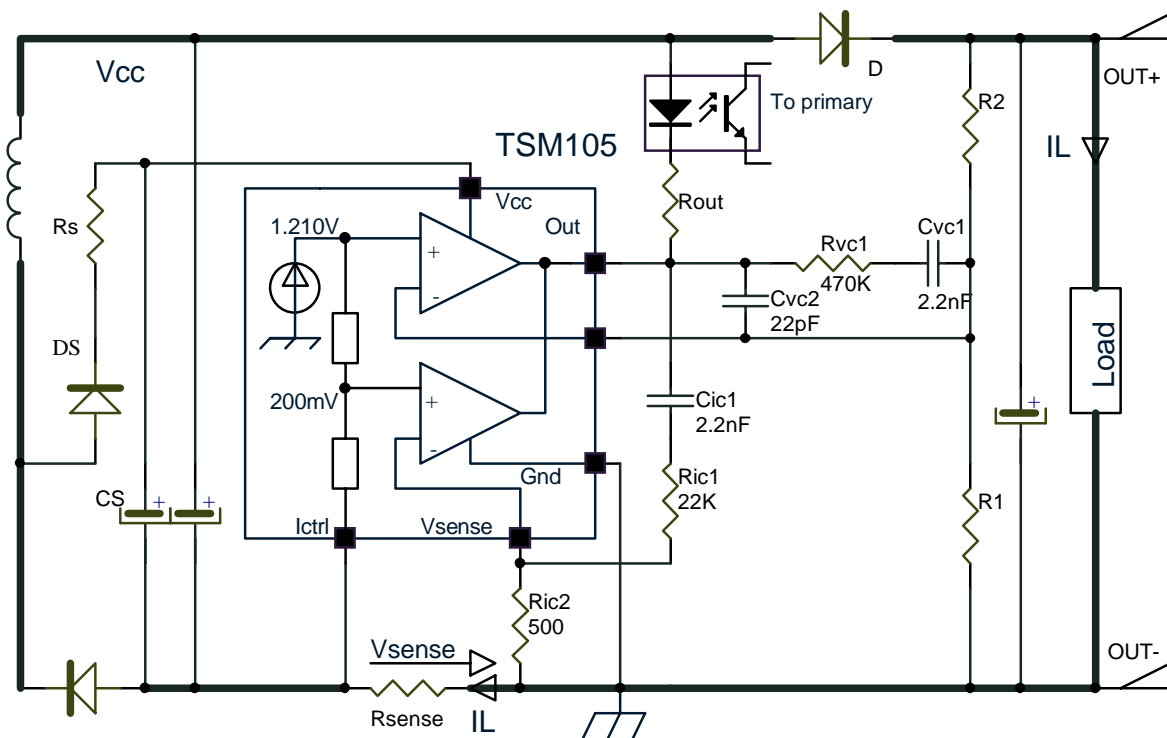 Vcc
D
OUT+
To primary
R2
TSM105
IL
Rs
Vcc
Rout
1.210V
Out
Cvc1
Rvc1
+
470K
2.2nF
-
Cvc2
22pF
DS
Load
200mV
Cic1
+
2.2nF
+
-
Gnd
Ric1
22K
CS
+
+
R1
Ictrl
Vsense
Ric2
500
Vsense
OUT-
Rsense
IL